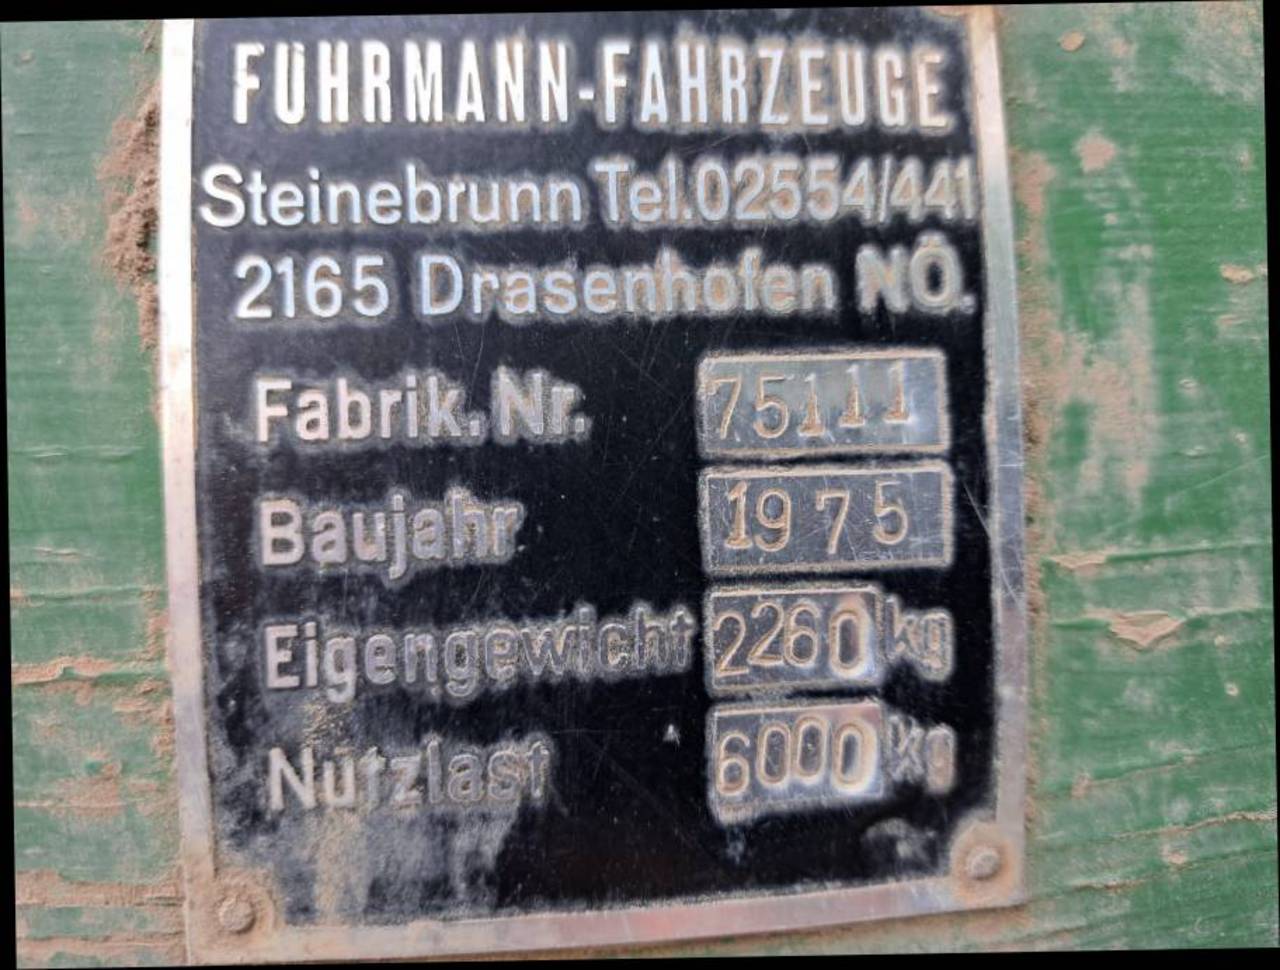 FUHRMANN-FAHRZEUGE
Steinebrunn Tel.02554/441
2165 Drasenhofen NÖ.
Fabrik.Nr. 75111
Baujahr 1975
Eigengewicht 2260 kg
Nutzlast 6000 kg